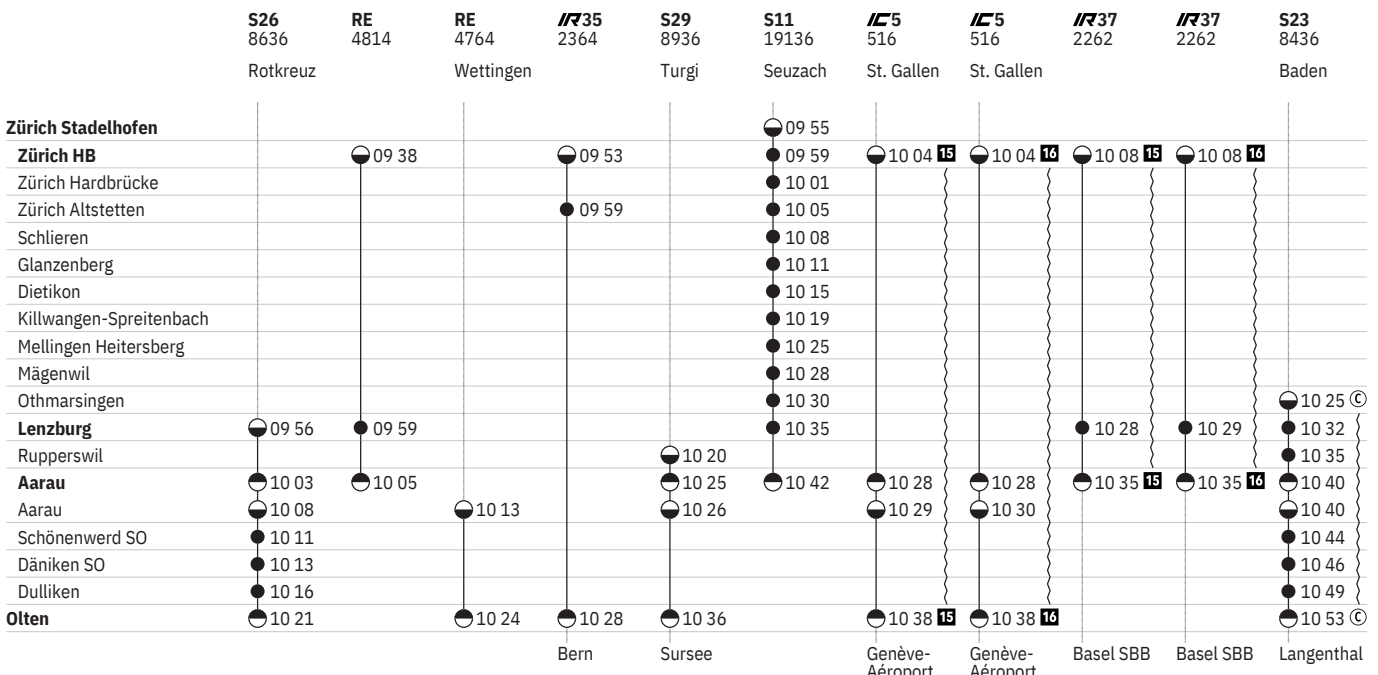 S26 RE RE IR35 S29 S11 IC5 IC5 IR37 IR37 S23
8636 4814 4764 2364 8936 19136 516 516 2262 2262 8436
Rotkreuz Wettingen Turgi Seuzach St. Gallen St. Gallen Baden
Zürich Stadelhofen 09 55
Zürich HB 09 38 09 53 09 59 10 04 15 10 04 16 10 08 15 10 08 16
Zürich Hardbrücke 10 01
Zürich Altstetten 09 59 10 05
Schlieren 10 08
Glanzenberg 10 11
Dietikon 10 15
Killwangen-Spreitenbach 10 19
Mellingen Heitersberg 10 25
Mägenwil 10 28
Othmarsingen 10 30 10 25 C
Lenzburg 09 56 09 59 10 35 10 28 10 29 10 32
Rupperswil 10 20 10 35
Aarau 10 03 10 05 10 25 10 42 10 28 10 28 10 35 15 10 35 16 10 40
Aarau 10 08 10 13 10 26 10 29 10 30 10 40
Schönenwerd SO 10 11 10 44
Däniken SO 10 13 10 46
Dulliken 10 16 10 49
Olten 10 21 10 24 10 28 10 36 10 38 15 10 38 16 10 53 C
Bern Sursee Genève- Genève- Basel SBB Basel SBB Langenthal
Aéroport Aéroport